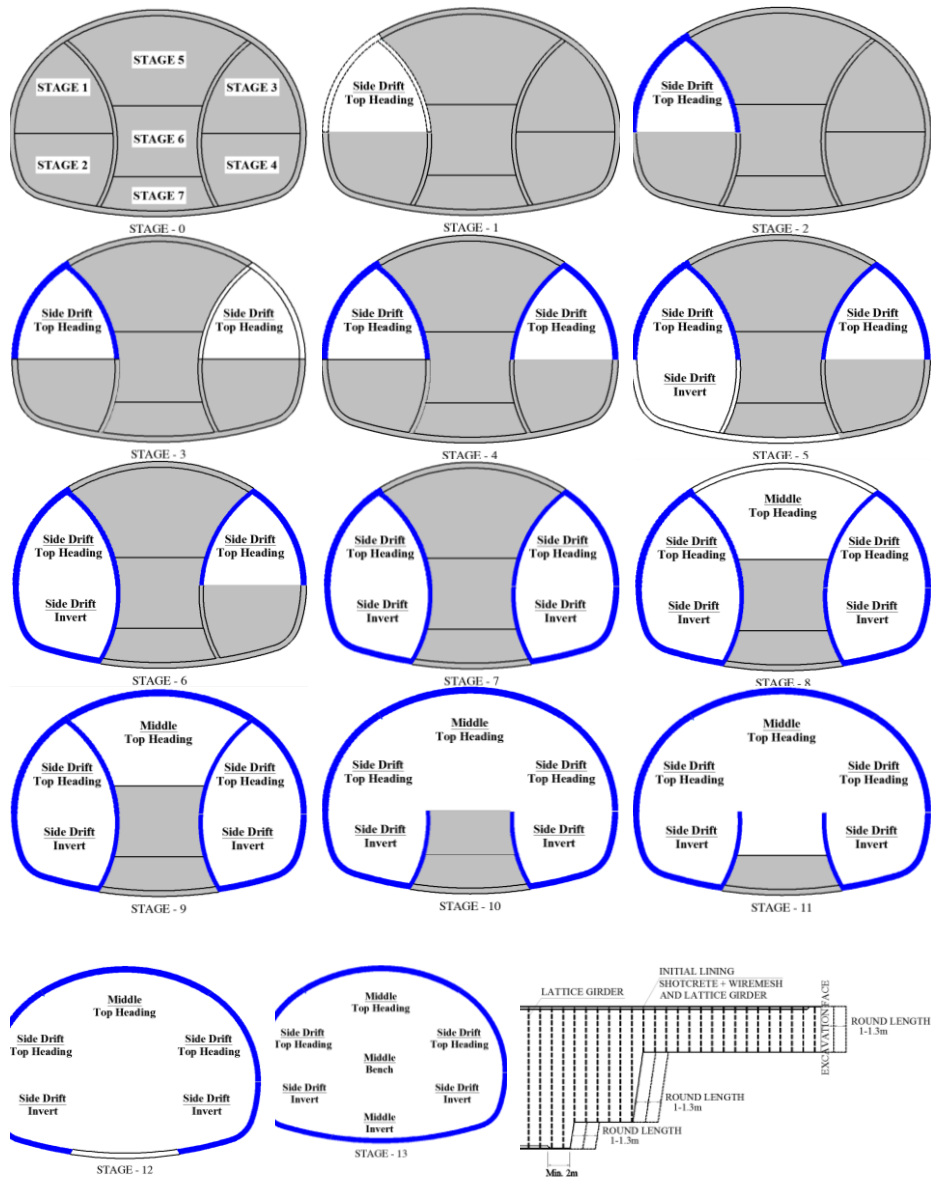 STAGE 5
STAGE 1
STAGE 3
STAGE 6
STAGE 2
STAGE 4
STAGE 7
STAGE - 0
Side Drift
Top Heading
STAGE - 1
Side Drift
Top Heading
STAGE - 2
Side Drift
Top Heading
Side Drift
Top Heading
STAGE - 3
Side Drift
Top Heading
Side Drift
Top Heading
STAGE - 4
Side Drift
Top Heading
Side Drift
Top Heading
Side Drift
Invert
STAGE - 5
Side Drift
Top Heading
Side Drift
Top Heading
Side Drift
Invert
STAGE - 6
Side Drift
Top Heading
Side Drift
Top Heading
Side Drift
Invert
Side Drift
Invert
STAGE - 7
Middle
Top Heading
Side Drift
Top Heading
Side Drift
Top Heading
Side Drift
Invert
Side Drift
Invert
STAGE - 8
Middle
Top Heading
Side Drift
Top Heading
Side Drift
Top Heading
Side Drift
Invert
Side Drift
Invert
STAGE - 9
Middle
Top Heading
Side Drift
Top Heading
Side Drift
Top Heading
Side Drift
Invert
Side Drift
Invert
STAGE - 10
Middle
Top Heading
Side Drift
Top Heading
Side Drift
Top Heading
Side Drift
Invert
Side Drift
Invert
STAGE - 11
Middle
Top Heading
Side Drift
Top Heading
Side Drift
Top Heading
Side Drift
Invert
Side Drift
Invert
STAGE - 12
Middle
Top Heading
Side Drift
Top Heading
Side Drift
Top Heading
Middle
Bench
Side Drift
Invert
Side Drift
Invert
Middle
Invert
STAGE - 13
INITIAL LINING
SHOTCRETE + WIREMESH
AND LATTICE GIRDER
LATTICE GIRDER
EXCAVATION FACE
ROUND LENGTH
1-1.3m
ROUND LENGTH
1-1.3m
ROUND LENGTH
1-1.3m
Min. 2m